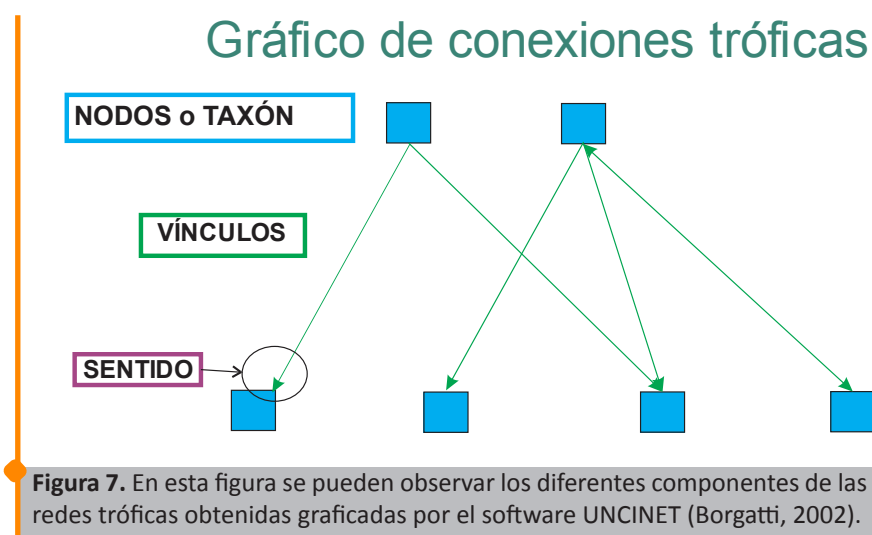 Gráfico de conexiones tróficas
NODOS o TAXÓN
VÍNCULOS
SENTIDO
Figura 7. En esta figura se pueden observar los diferentes componentes de las
redes tróficas obtenidas graficadas por el software UNCINET (Borgatti, 2002).